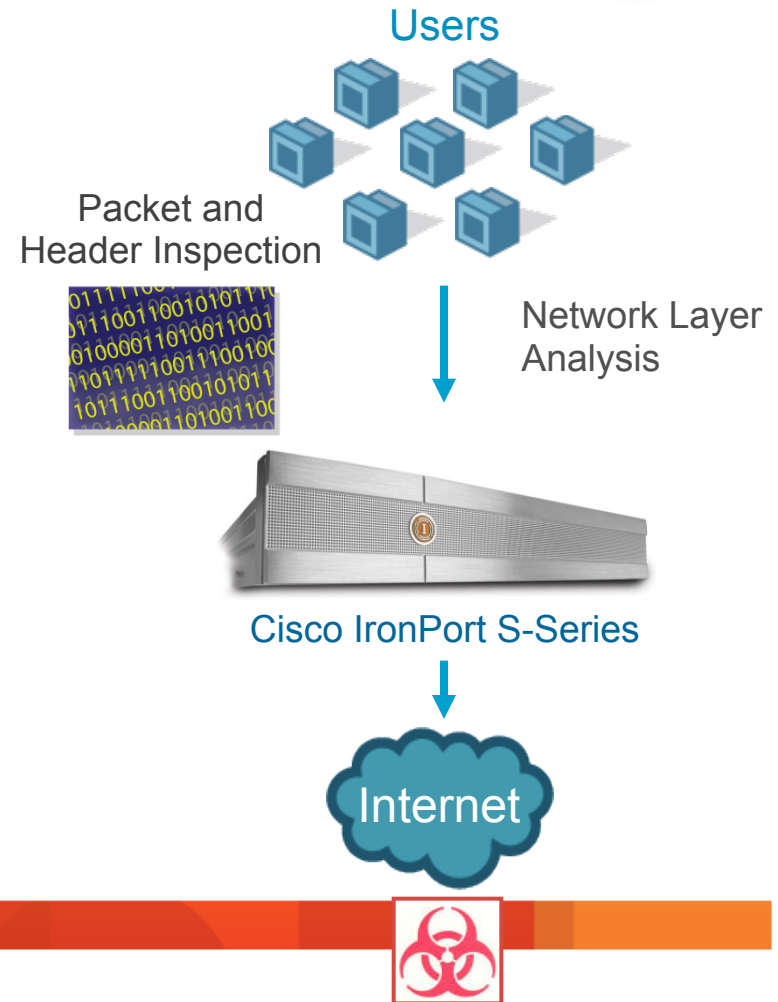 Users
Packet and
Header Inspection
Network Layer
Analysis
Cisco IronPort S-Series
Internet